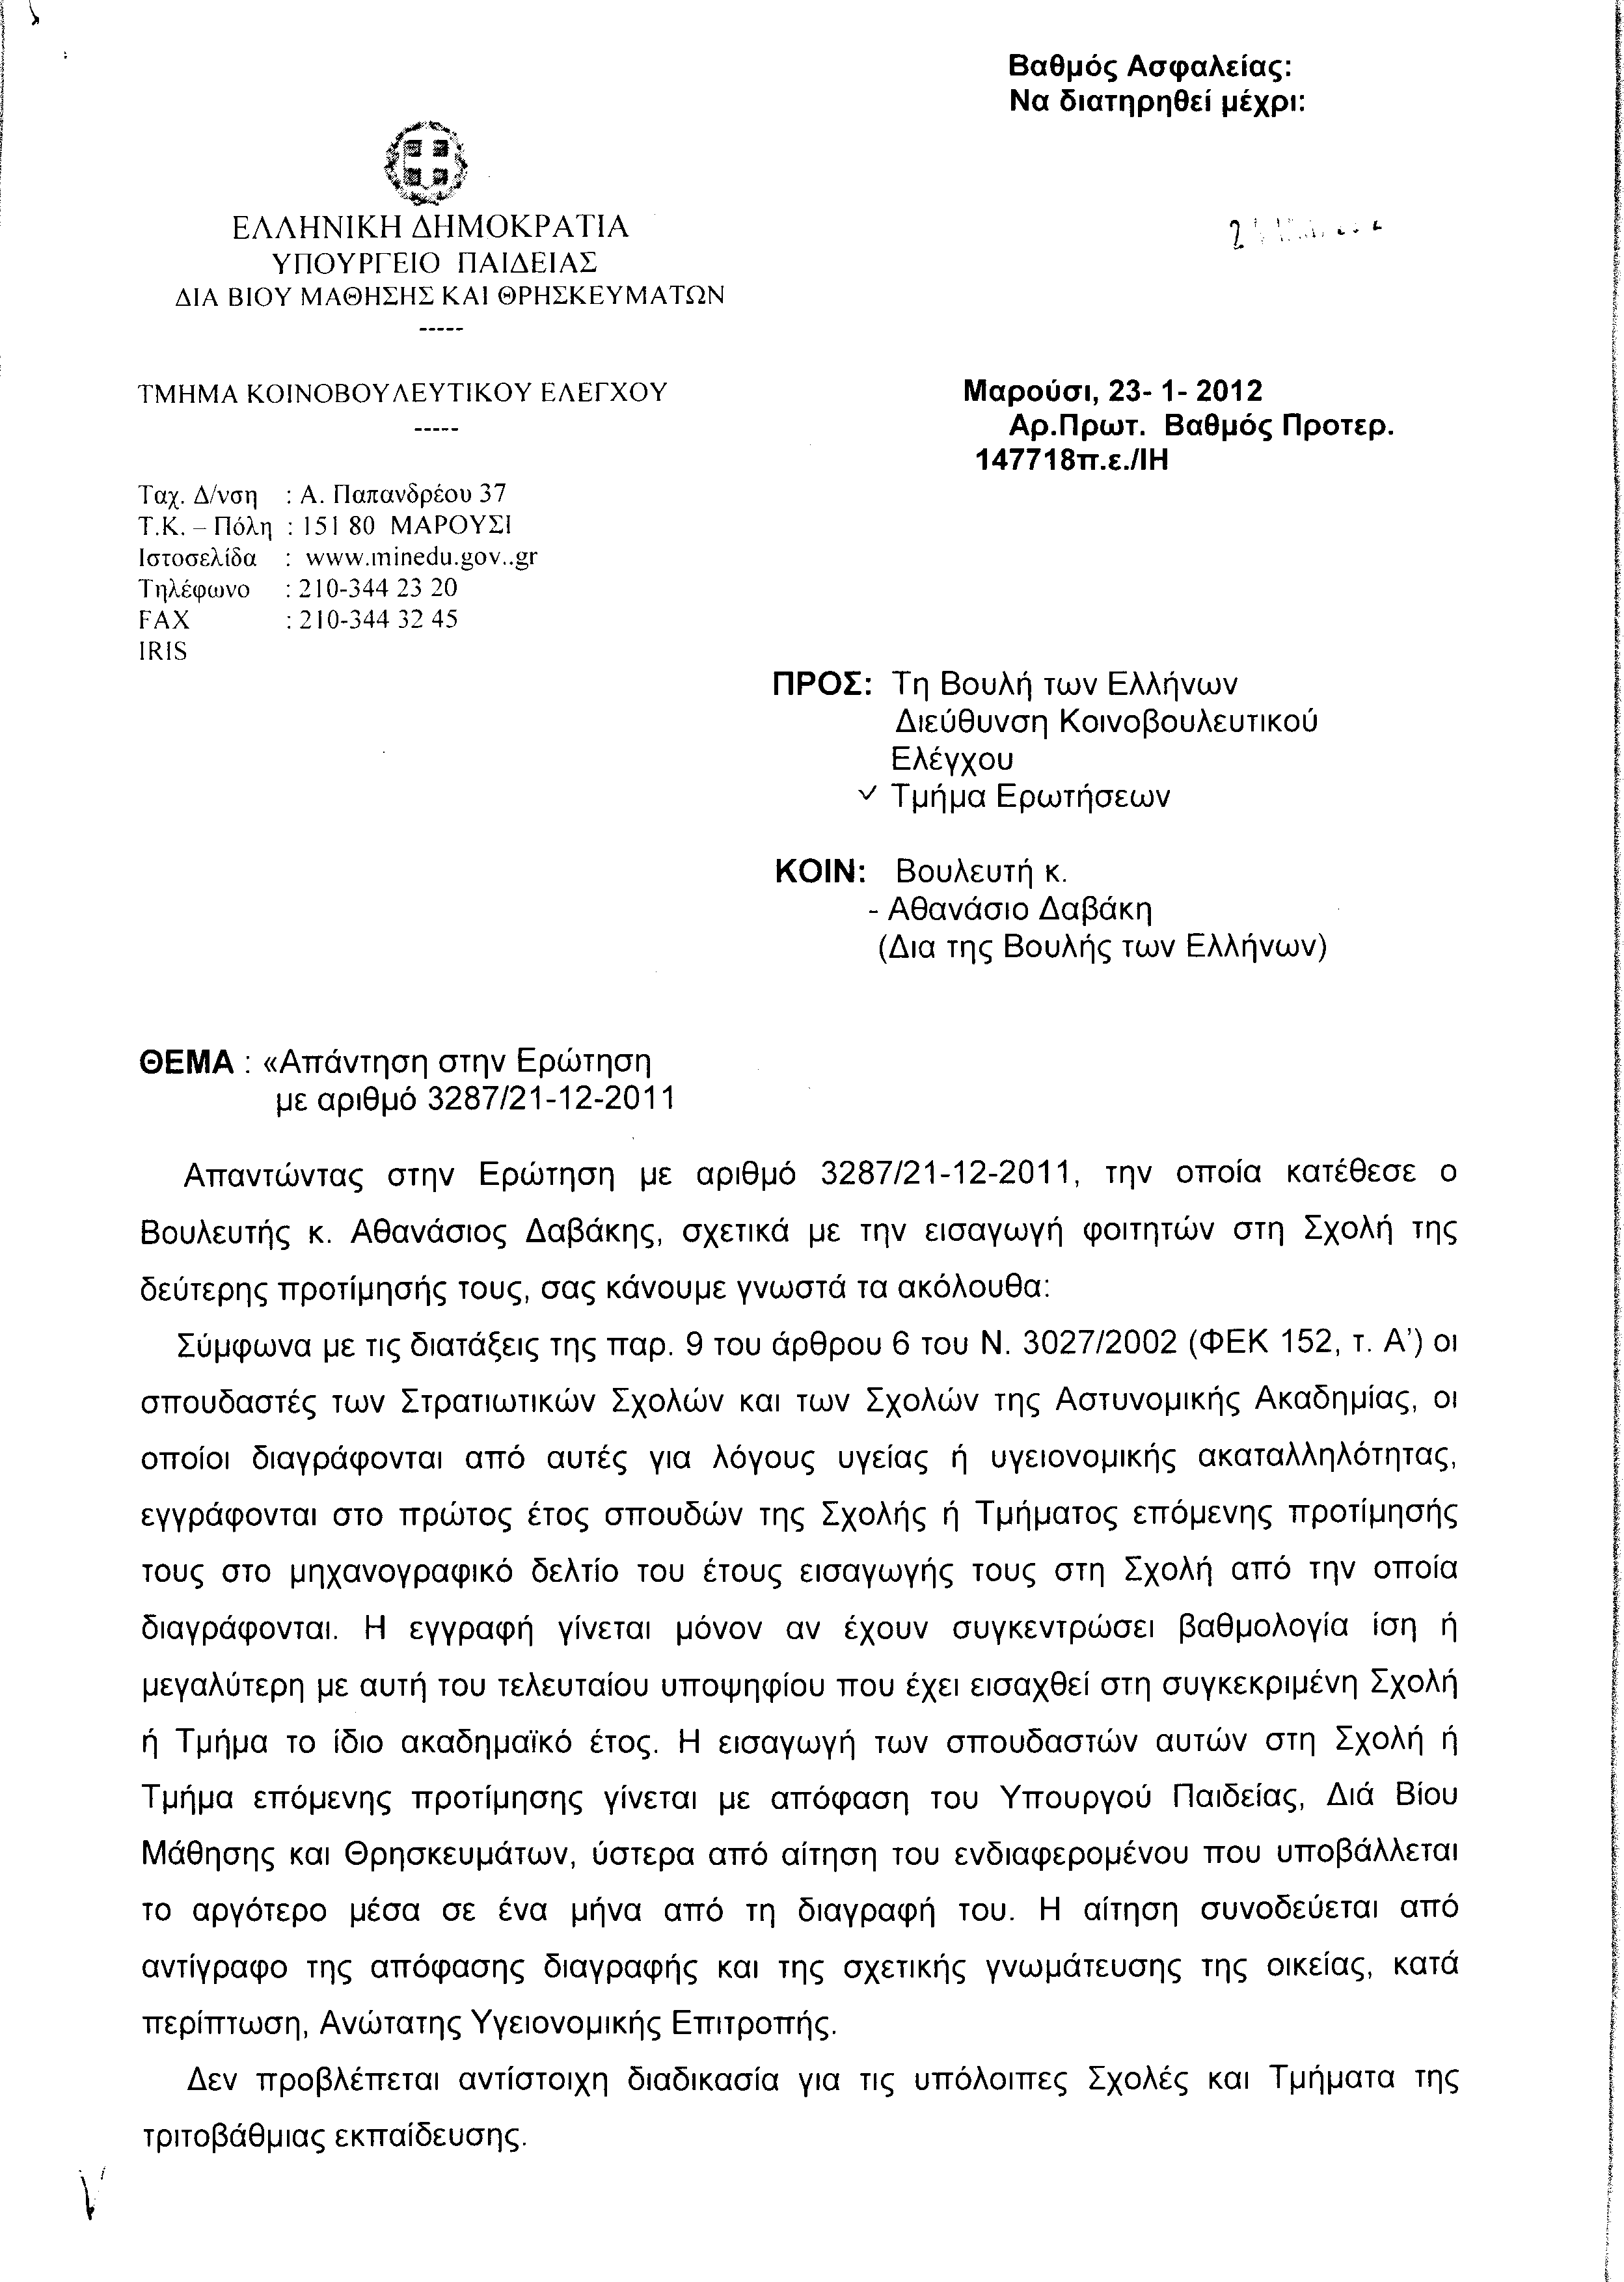 Βαθμός Ασφαλείας:
Να διατηρηθεί μέχρι:
ΕΛΛΗΝΙΚΗ ΔΗΜΟΚΡΑΤΙΑ
ΥΠΟΥΡΓΕΙΟ ΠΑΙΔΕΙΑΣ
ΔΙΑ ΒΙΟΥ ΜΑΘΗΣΗΣ ΚΑΙ ΘΡΗΣΚΕΥΜΑΤΩΝ
-----
ΤΜΗΜΑ ΚΟΙΝΟΒΟΥΛΕΥΤΙΚΟΥ ΕΛΕΓΧΟΥ
-----
Μαρούσι, 23- 1- 2012
Αρ.Πρωτ. Βαθμός Προτερ.
147718π.ε./ΙΗ
Ταχ. Δ/νση : Α. Παπανδρέου 37
Τ.Κ. – Πόλη : 151 80 ΜΑΡΟΥΣΙ
Ιστοσελίδα : www.minedu.gov..gr
Τηλέφωνο : 210-344 23 20
FAX : 210-344 32 45
IRIS
ΠΡΟΣ: Τη Βουλή των Ελλήνων
Διεύθυνση Κοινοβουλευτικού
Ελέγχου
Τμήμα Ερωτήσεων
ΚΟΙΝ: Βουλευτή κ.
- Αθανάσιο Δαβάκη
(Δια της Βουλής των Ελλήνων)
ΘΕΜΑ : «Απάντηση στην Ερώτηση
με αριθμό 3287/21-12-2011
Απαντώντας στην Ερώτηση με αριθμό 3287/21-12-2011, την οποία κατέθεσε ο
Βουλευτής κ. Αθανάσιος Δαβάκης, σχετικά με την εισαγωγή φοιτητών στη Σχολή της
δεύτερης προτίμησής τους, σας κάνουμε γνωστά τα ακόλουθα:
Σύμφωνα με τις διατάξεις της παρ. 9 του άρθρου 6 του Ν. 3027/2002 (ΦΕΚ 152, τ. Α’) οι
σπουδαστές των Στρατιωτικών Σχολών και των Σχολών της Αστυνομικής Ακαδημίας, οι
οποίοι διαγράφονται από αυτές για λόγους υγείας ή υγειονομικής ακαταλληλότητας,
εγγράφονται στο πρώτος έτος σπουδών της Σχολής ή Τμήματος επόμενης προτίμησής
τους στο μηχανογραφικό δελτίο του έτους εισαγωγής τους στη Σχολή από την οποία
διαγράφονται. Η εγγραφή γίνεται μόνον αν έχουν συγκεντρώσει βαθμολογία ίση ή
μεγαλύτερη με αυτή του τελευταίου υποψηφίου που έχει εισαχθεί στη συγκεκριμένη Σχολή
ή Τμήμα το ίδιο ακαδημαϊκό έτος. Η εισαγωγή των σπουδαστών αυτών στη Σχολή ή
Τμήμα επόμενης προτίμησης γίνεται με απόφαση του Υπουργού Παιδείας, Διά Βίου
Μάθησης και Θρησκευμάτων, ύστερα από αίτηση του ενδιαφερομένου που υποβάλλεται
το αργότερο μέσα σε ένα μήνα από τη διαγραφή του. Η αίτηση συνοδεύεται από
αντίγραφο της απόφασης διαγραφής και της σχετικής γνωμάτευσης της οικείας, κατά
περίπτωση, Ανώτατης Υγειονομικής Επιτροπής.
Δεν προβλέπεται αντίστοιχη διαδικασία για τις υπόλοιπες Σχολές και Τμήματα της
τριτοβάθμιας εκπαίδευσης.